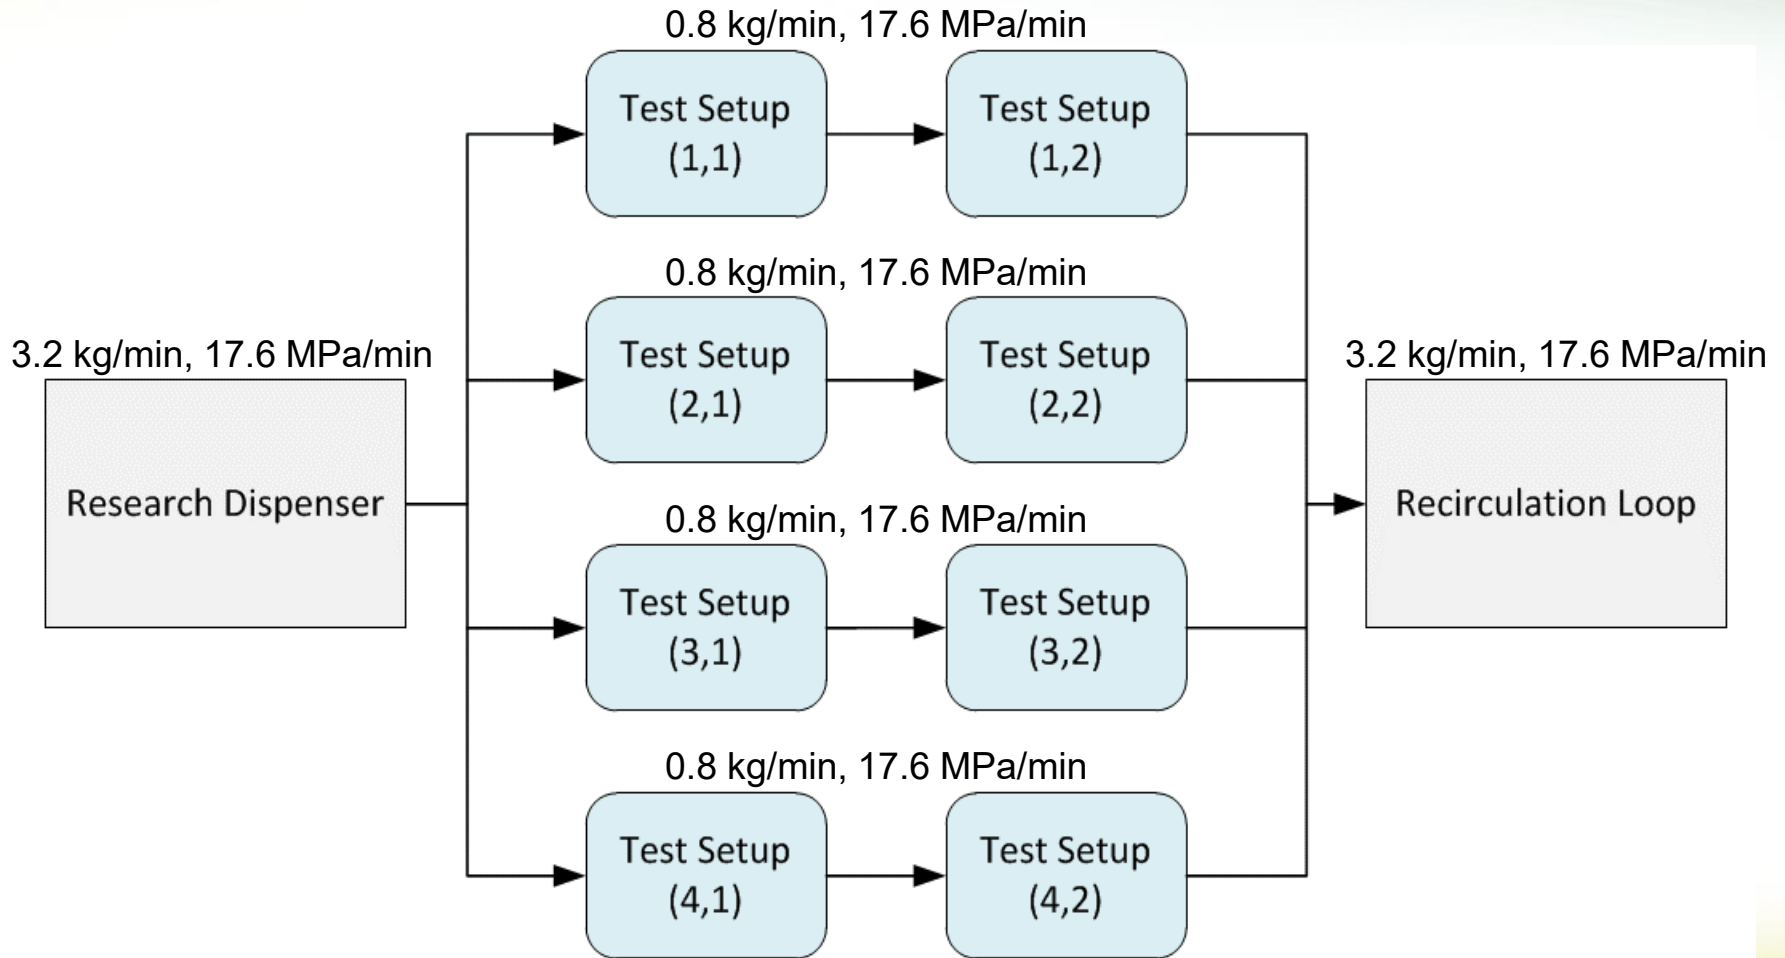 0.8 kg/min, 17.6 MPa/min
Test Setup
(1,1)
Test Setup
(1,2)
0.8 kg/min, 17.6 MPa/min
Test Setup
(2,1)
Test Setup
(2,2)
3.2 kg/min, 17.6 MPa/min
Research Dispenser
3.2 kg/min, 17.6 MPa/min
Recirculation Loop
0.8 kg/min, 17.6 MPa/min
Test Setup
(3,1)
Test Setup
(3,2)
0.8 kg/min, 17.6 MPa/min
Test Setup
(4,1)
Test Setup
(4,2)